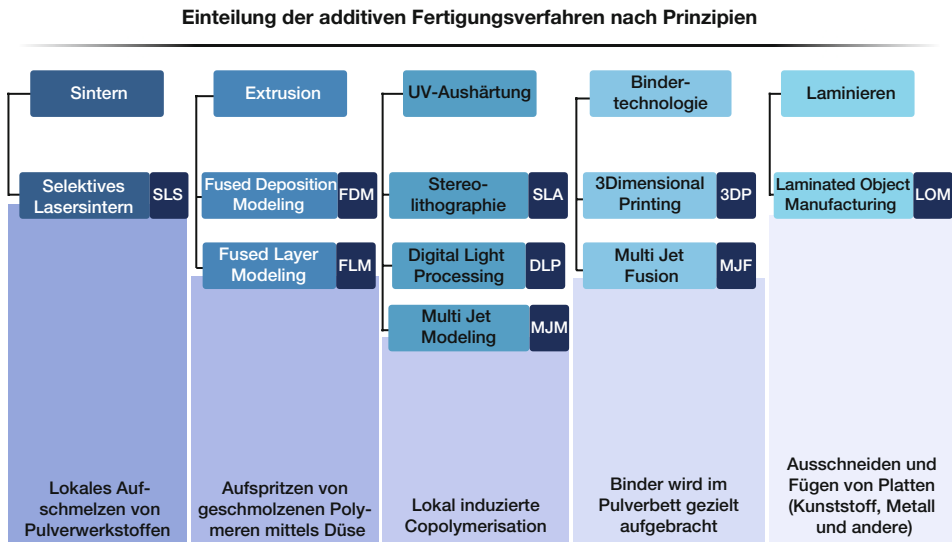 Einteilung der additiven Fertigungsverfahren nach Prinzipien
Sintern
Selektives
Lasersintern
SLS
Lokales Auf-
schmelzen von
Pulverwerkstoffen
Extrusion
Fused Deposition
Modeling
FDM
Fused Layer
Modeling
FLM
Aufspritzen von
geschmolzenen Poly-
meren mittels Düse
UV-Aushärtung
Stereo-
lithographie
SLA
Digital Light
Processing
DLP
Multi Jet
Modeling
MJM
Lokal induzierte
Copolymerisation
Binder-
technologie
3Dimensional
Printing
3DP
Multi Jet
Fusion
MJF
Binder wird im
Pulverbett gezielt
aufgebracht
Laminieren
Laminated Object
Manufacturing
LOM
Ausschneiden und
Fügen von Platten
(Kunststoff, Metall
und andere)